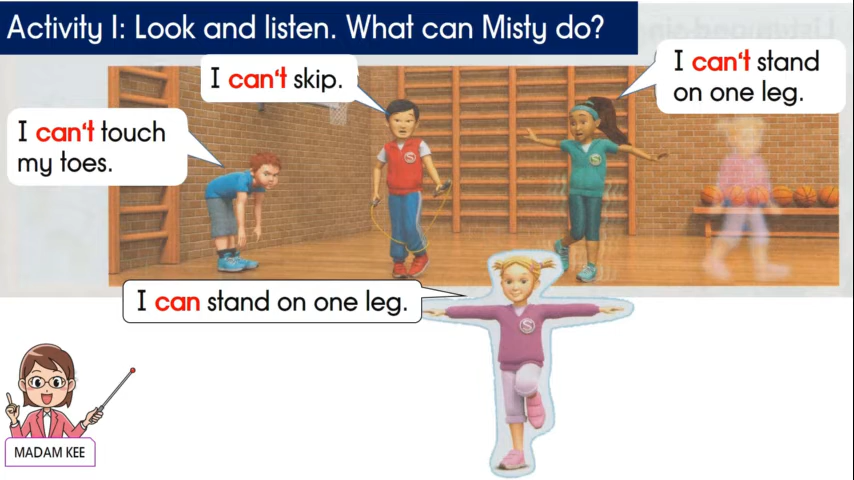 Activity 1: Look and listen. What can Misty do?
I can't skip.
I can't stand
on one leg.
I can't touch
my toes.
I can stand on one leg.
S
S
S
MADAM KEE